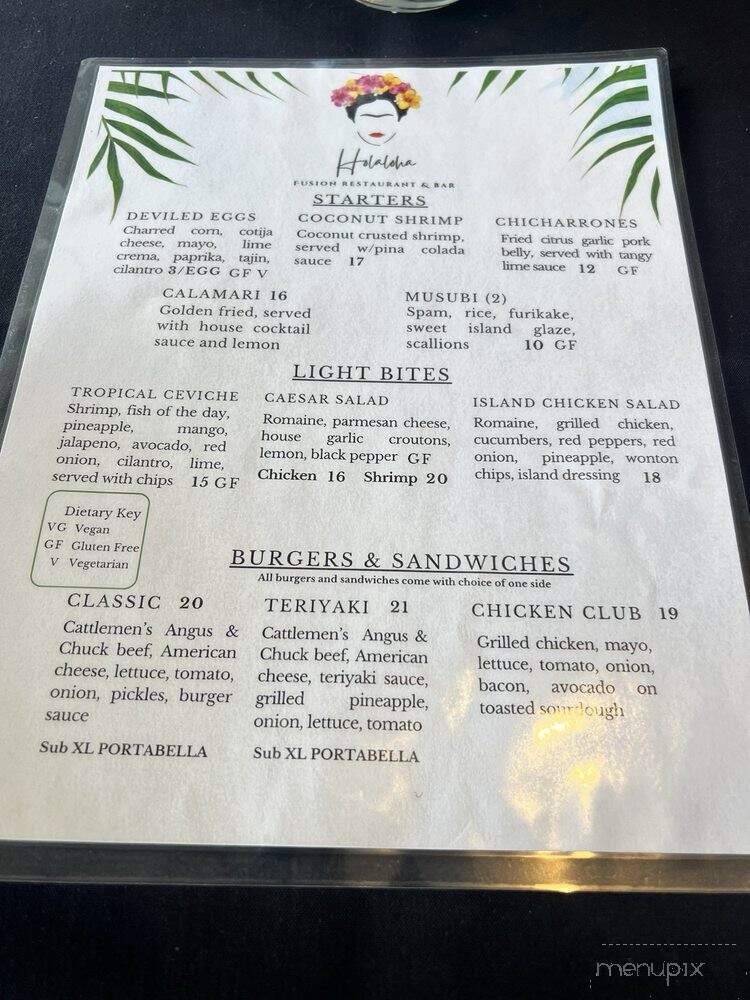 Holaloha
FUSION RESTAURANT & BAR
STARTERS
DEVILED EGGS
Charred corn, cotija
cheese, mayo, lime
crema, paprika, tajin,
cilantro 3/EGG GF V
COCONUT SHRIMP
Coconut crusted shrimp,
served w/pina colada
sauce 17
CHICHARRONES
Fried citrus garlic pork
belly, served with tangy
lime sauce 12 GF
CALAMARI 16
Golden fried, served
with house cocktail
sauce and lemon
MUSUBI (2)
Spam, rice, furikake,
sweet island glaze,
scallions 10 GF
LIGHT BITES
TROPICAL CEVICHE
Shrimp, fish of the day,
pineapple, mango,
jalapeno, avocado, red
onion, cilantro, lime,
served with chips 15 GF
CAESAR SALAD
Romaine, parmesan cheese,
house garlic croutons,
lemon, black pepper GF
Chicken 16 Shrimp 20
ISLAND CHICKEN SALAD
Romaine, grilled chicken,
cucumbers, red peppers, red
onion, pineapple, wonton
chips, island dressing 18
Dietary Key
VG Vegan
GF Gluten Free
V Vegetarian
BURGERS & SANDWICHES
All burgers and sandwiches come with choice of one side
CLASSIC 20
Cattlemen's Angus &
Chuck beef, American
cheese, lettuce, tomato,
onion, pickles, burger
sauce
Sub XL PORTABELLA
TERIYAKI 21
Cattlemen's Angus &
Chuck beef, American
cheese, teriyaki sauce,
grilled pineapple,
onion, lettuce, tomato
Sub XL PORTABELLA
CHICKEN CLUB 19
Grilled chicken, mayo,
lettuce, tomato, onion,
bacon, avocado on
toasted sourdough
menupix